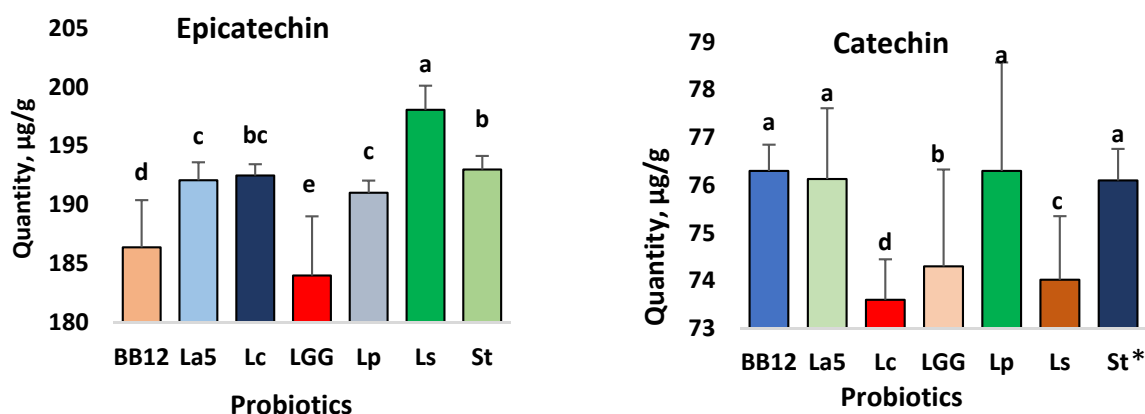 Epicatechin
Quantity, µg/g
205
200
195
190
185
180
d
c
bc
e
c
a
b
BB12 La5 Lc LGG Lp Ls St
Probiotics
Catechin
Quantity, µg/g
79
78
77
76
75
74
73
a
a
d
b
a
c
a
BB12 La5 Lc LGG Lp Ls St*
Probiotics